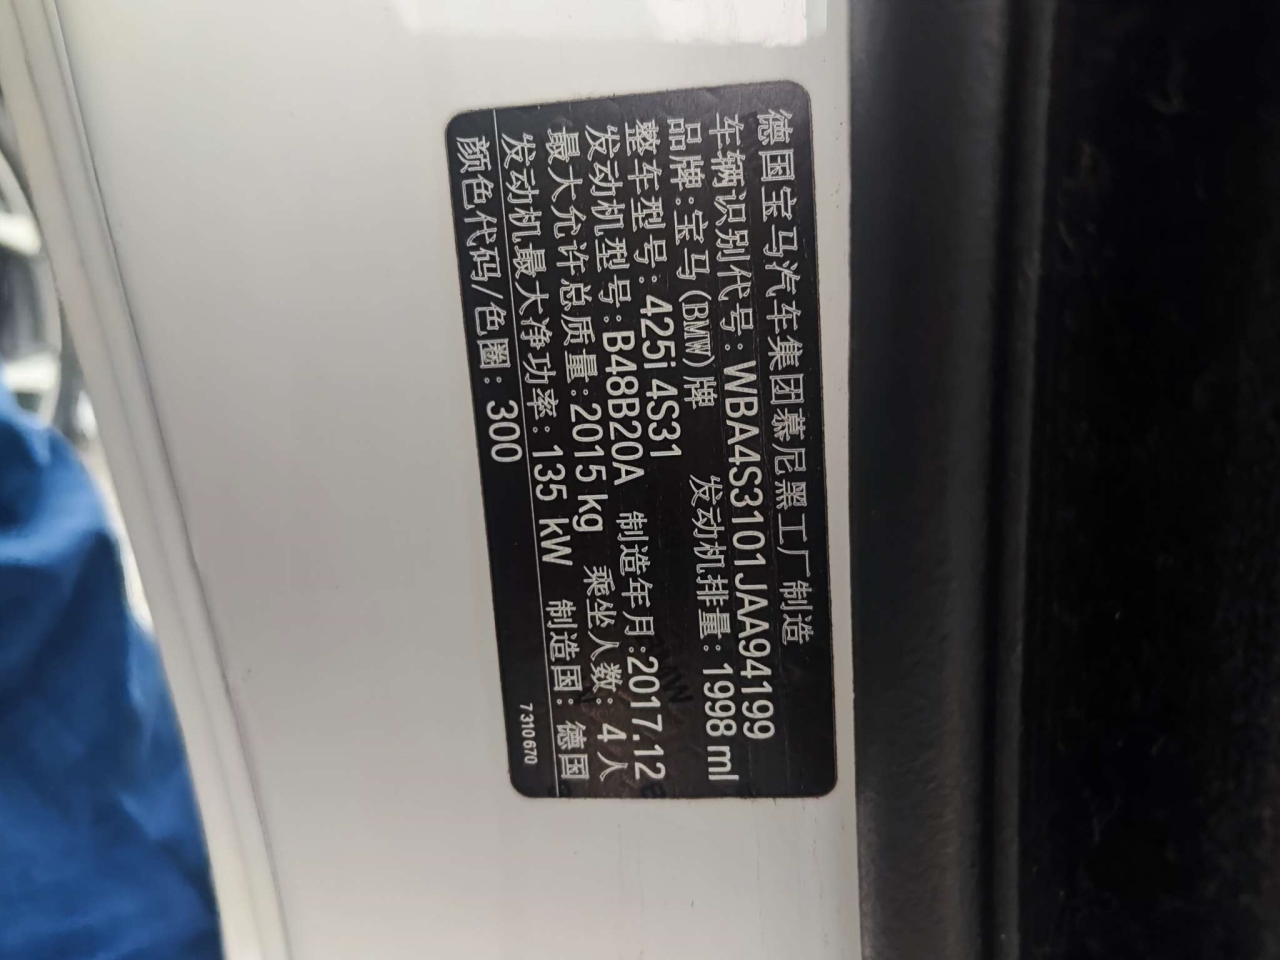 德国宝马汽车集团慕尼黑工厂制造
车辆识别代号: WBA4S3101JAA94199
品牌:宝马(BMW)牌 发动机排量: 1998 ml
整车型号: 425i 4S31
发动机型号: B48B20A 制造年月:2017.12
最大允许总质量: 2015 kg 乘坐人数: 4人
发动机最大净功率: 135 kW 制造国: 德国
颜色代码/色圈: 300
7 310 670